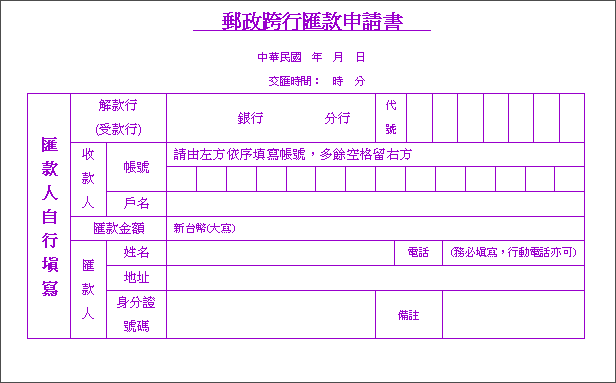 郵政跨行匯款申請書
中華民國　年　月　日
交匯時間：　時　分
匯款人自行填寫
解款行
(受款行)
銀行　分行
代號
收款人
帳號
請由左方依序填寫帳號，多餘空格留右方
戶名
匯款金額
新台幣(大寫)
匯款人
姓名
電話
(務必填寫，行動電話亦可)
地址
身分證
號碼
備註